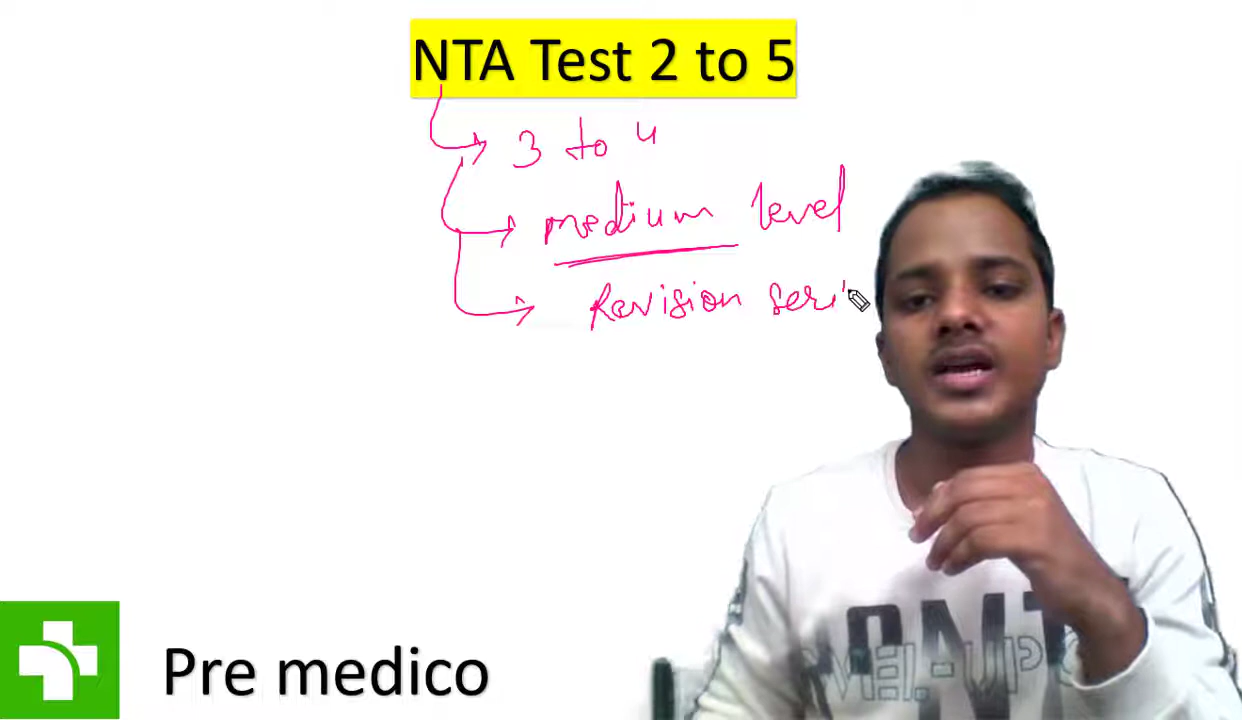 NTA Test 2 to 5
3 to 4
medium level
Revision seri
Pre medico